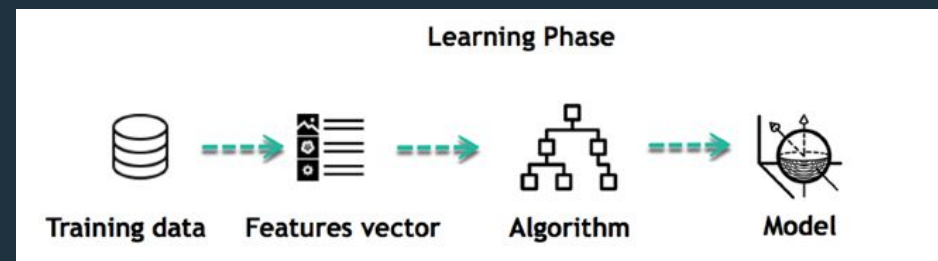 Learning Phase
Training data
Features vector
Algorithm
Model